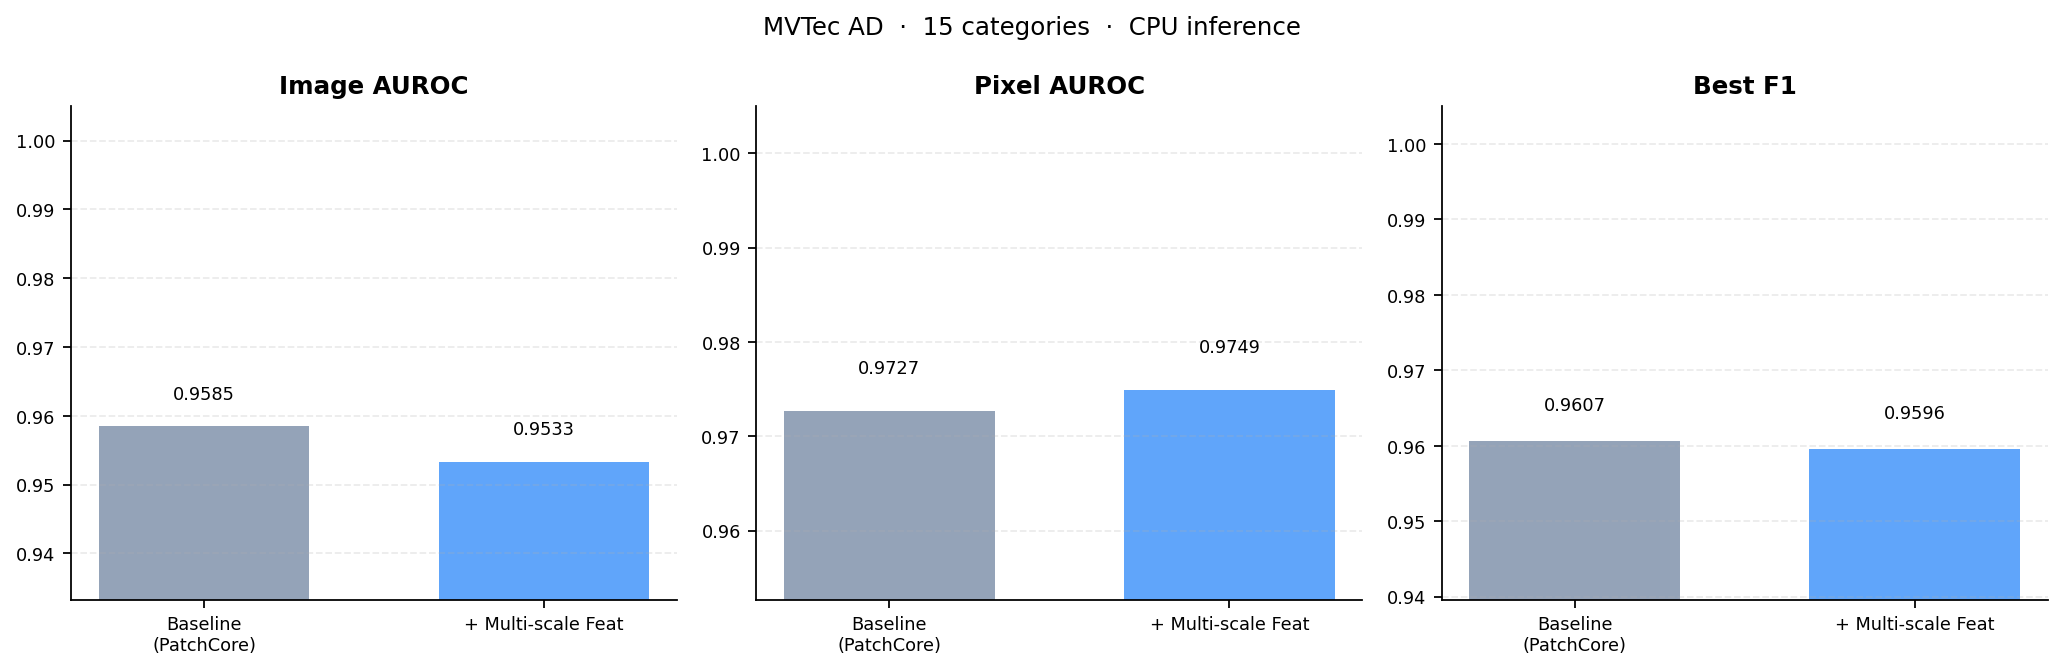 MVTec AD · 15 categories · CPU inference
Image AUROC
1.00
0.99
0.98
0.97
0.96
0.95
0.94
0.9585
0.9533
Baseline
(PatchCore)
+ Multi-scale Feat
Pixel AUROC
1.00
0.99
0.98
0.97
0.96
0.9727
0.9749
Baseline
(PatchCore)
+ Multi-scale Feat
Best F1
1.00
0.99
0.98
0.97
0.96
0.95
0.94
0.9607
0.9596
Baseline
(PatchCore)
+ Multi-scale Feat